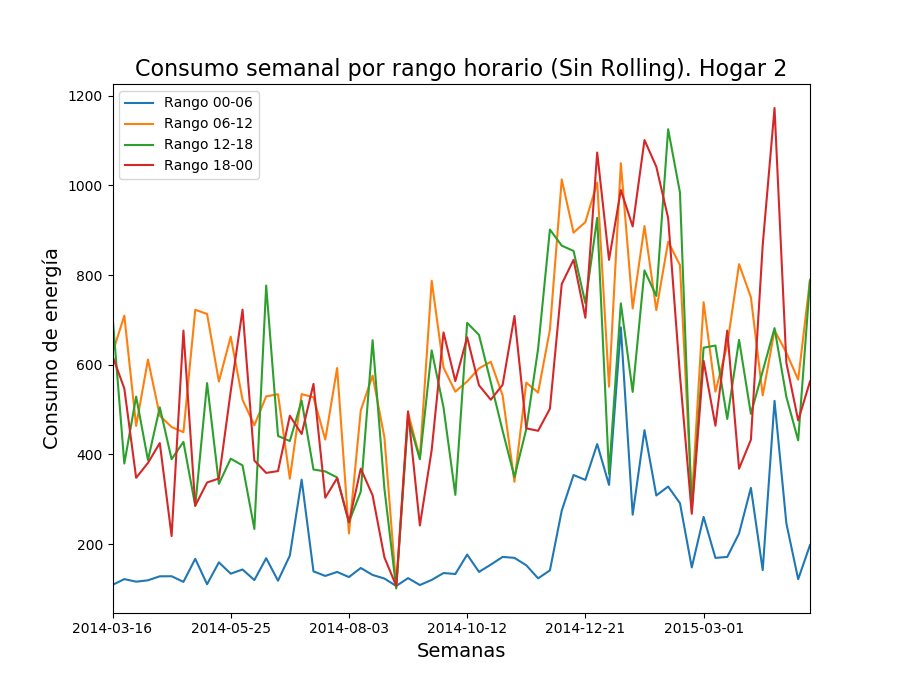 Consumo semanal por rango horario (Sin Rolling). Hogar 2
1200
1000
800
600
400
200
Consumo de energía
Rango 00-06
Rango 06-12
Rango 12-18
Rango 18-00
2014-03-16 2014-05-25 2014-08-03 2014-10-12 2014-12-21 2015-03-01
Semanas